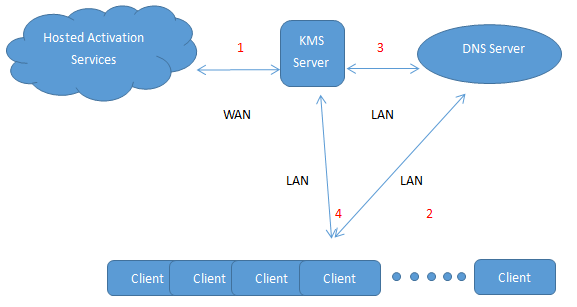 Hosted Activation
Services
1
KMS
Server
3
DNS Server
WAN
LAN
LAN
LAN
4
2
Client
Client
Client
Client
Client